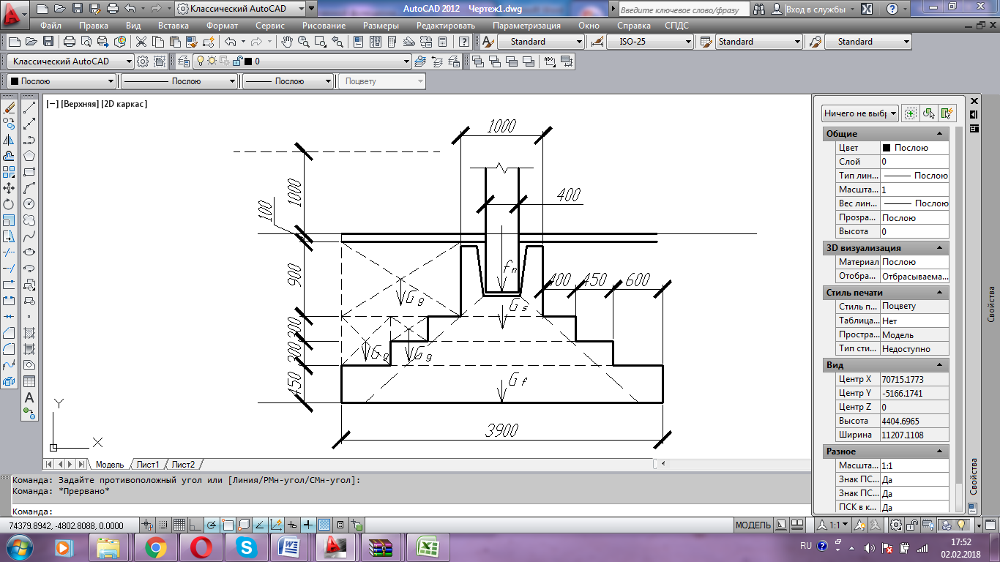 Классический AutoCAD
AutoCAD 2012 Чертеж1.dwg
Введите ключевое слово/фразу
Вход в службы
Файл Правка Вид Вставка Формат Сервис Рисование Размеры Редактировать Параметризация Окно Справка СПДС
Standard ISO-25 Standard Standard
Классический AutoCAD 0
Послою Послою Послою Поцвету
[−] [Верхняя] [2D каркас]
1000
1000
400
100
900
f n
400 450 600
G g
G s
200
G g
G g
300
450
G f
3900
Y
X
Модель Лист1 Лист2
Команда: Задайте противоположный угол или [Линия/РМн-угол/СМн-угол]:
Команда: *Прервано*
Команда:
74379.8942, -4802.8088, 0.0000
МОДЕЛЬ
1:1
Ничего не выбр
Общие
Цвет Послою
Слой 0
Тип лин... Послою
Масшта... 1
Вес лин... Послою
Прозра... Послою
Высота 0
3D визуализация
Материал Послою
Отобра... Отбрасываема...
Стиль печати
Стиль п... Поцвету
Таблица... Нет
Простра... Модель
Тип сти... Недоступно
Вид
Центр X 70715.1773
Центр Y -5166.1741
Центр Z 0
Высота 4404.6965
Ширина 11207.1108
Разное
Масшта... 1:1
Знак ПС... Да
Знак ПС... Да
ПСК в к... Да
Свойства
Свойства
RU
17:52
02.02.2018